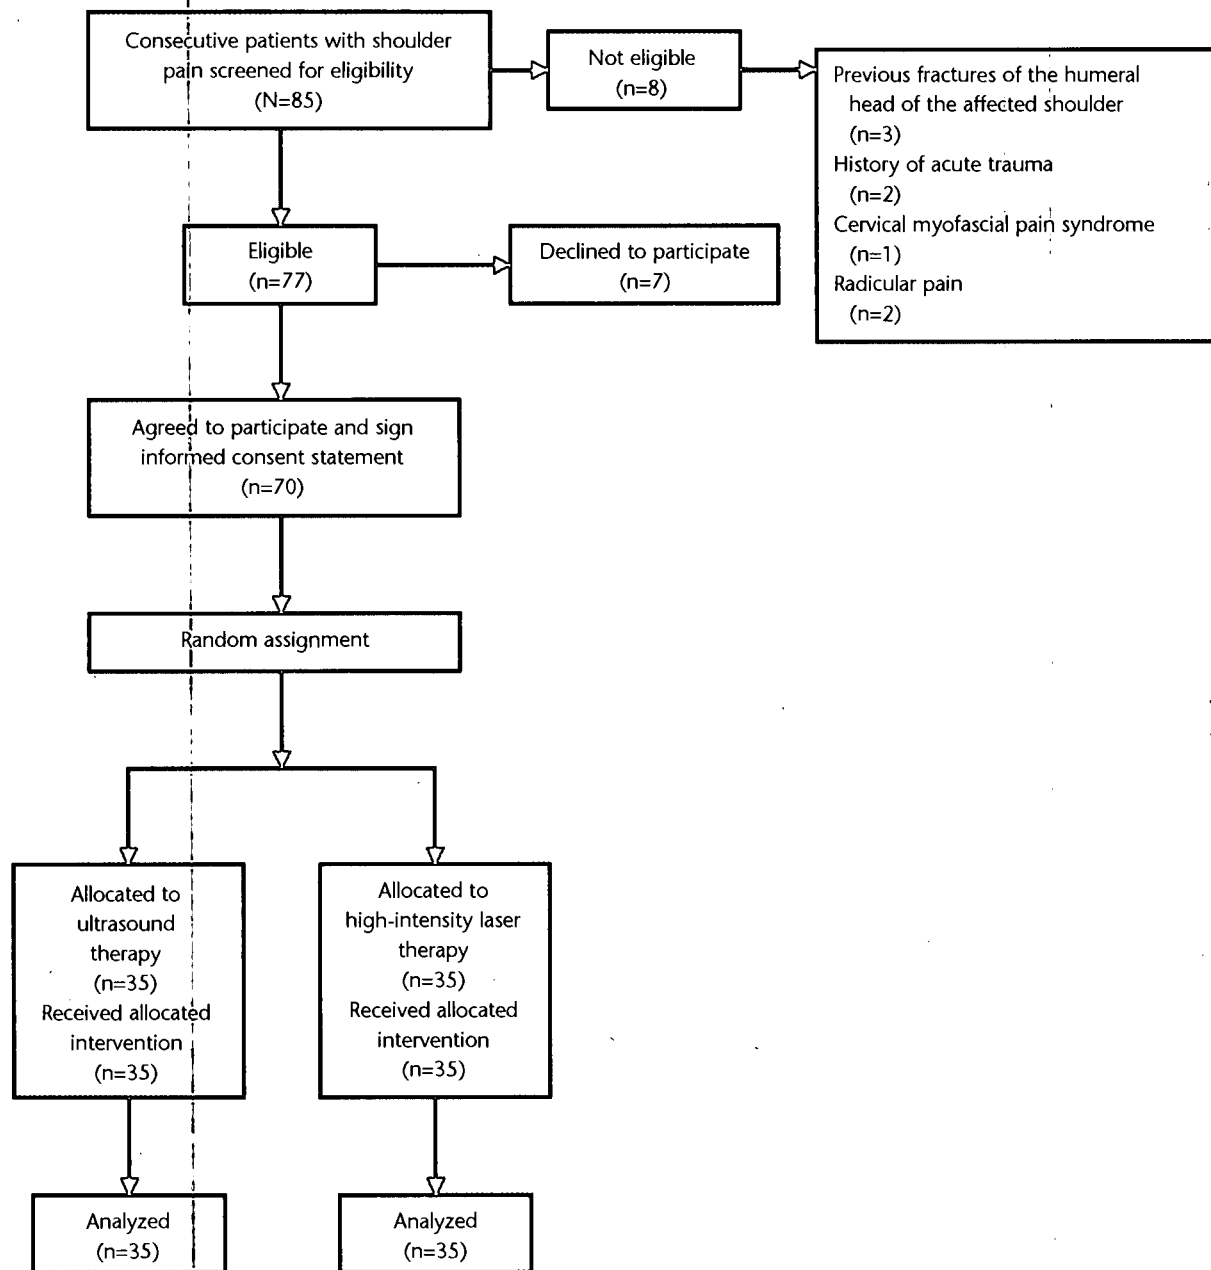 Consecutive patients with shoulder
pain screened for eligibility
(N=85)
Not eligible
(n=8)
Previous fractures of the humeral
head of the affected shoulder
(n=3)
History of acute trauma
(n=2)
Cervical myofascial pain syndrome
(n=1)
Radicular pain
(n=2)
Eligible
(n=77)
Declined to participate
(n=7)
Agreed to participate and sign
informed consent statement
(n=70)
Random assignment
Allocated to
ultrasound
therapy
(n=35)
Received allocated
intervention
(n=35)
Allocated to
high-intensity laser
therapy
(n=35)
Received allocated
intervention
(n=35)
Analyzed
(n=35)
Analyzed
(n=35)